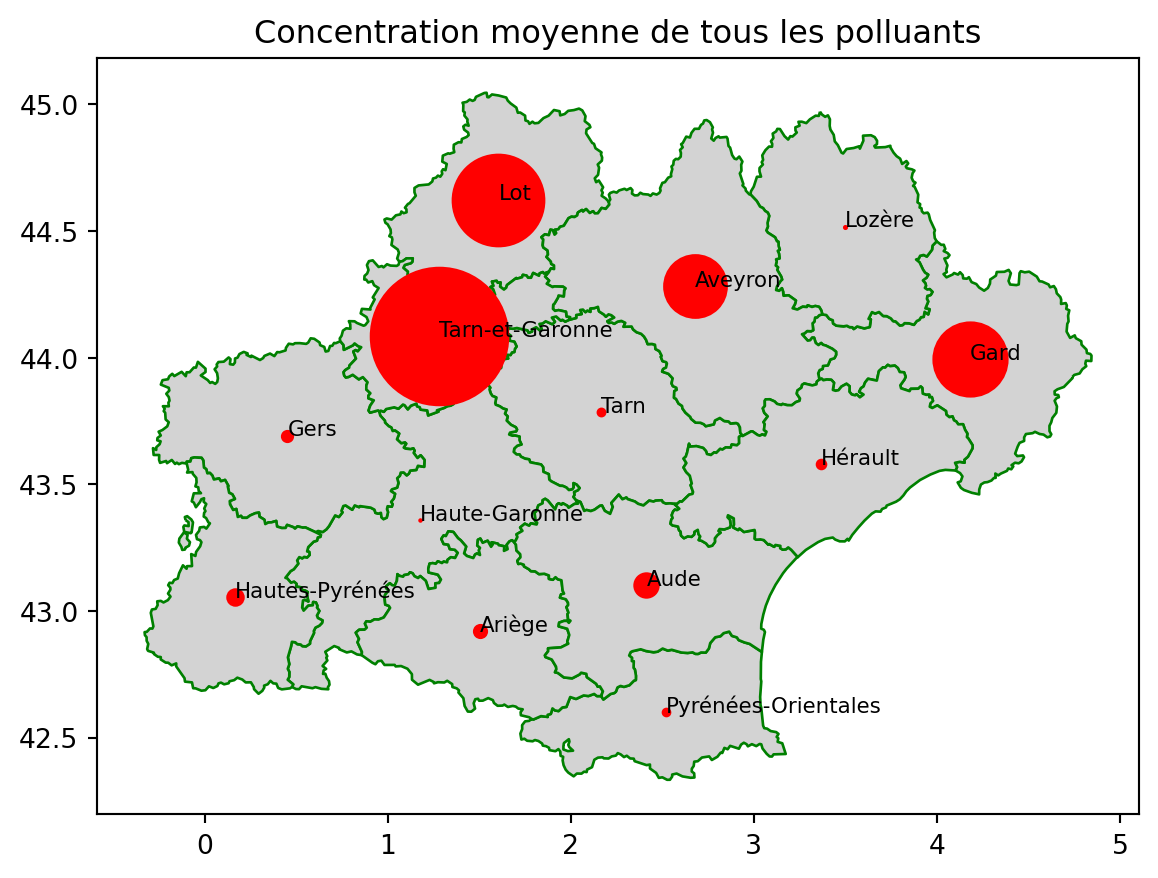 Concentration moyenne de tous les polluants
45.0
44.5
44.0
43.5
43.0
42.5
Lot
Lozère
Aveyron
Tarn-et-Garonne
Gard
Tarn
Gers
Hérault
Haute-Garonne
Hautes-Pyrénées
Aude
Ariège
Pyrénées-Orientales
0 1 2 3 4 5